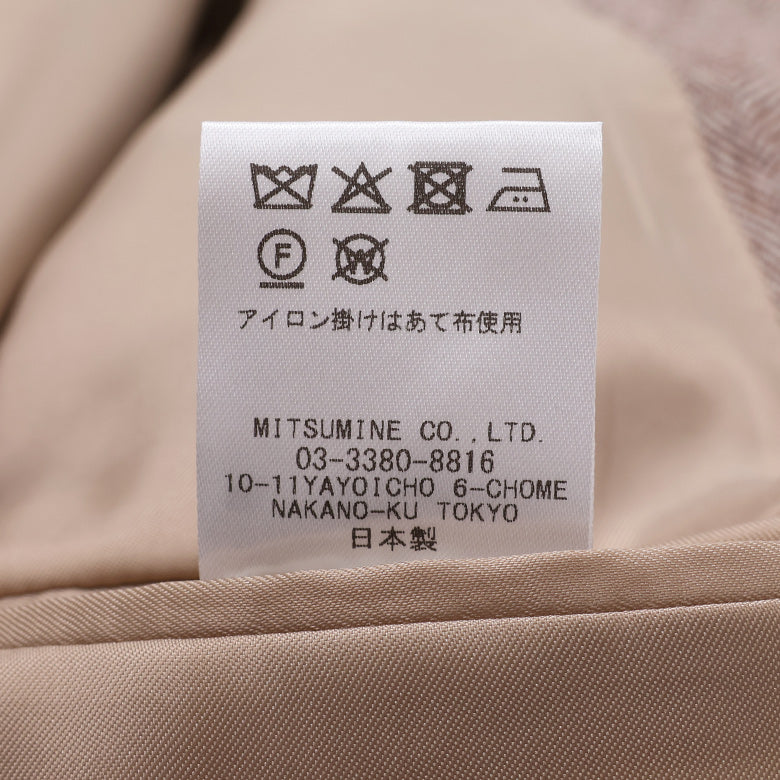 F W
アイロン掛けはあて布使用
MITSUMINE CO.,LTD.
03-3380-8816
10-11YAYOICHO 6-CHOME
NAKANO-KU TOKYO
日本製